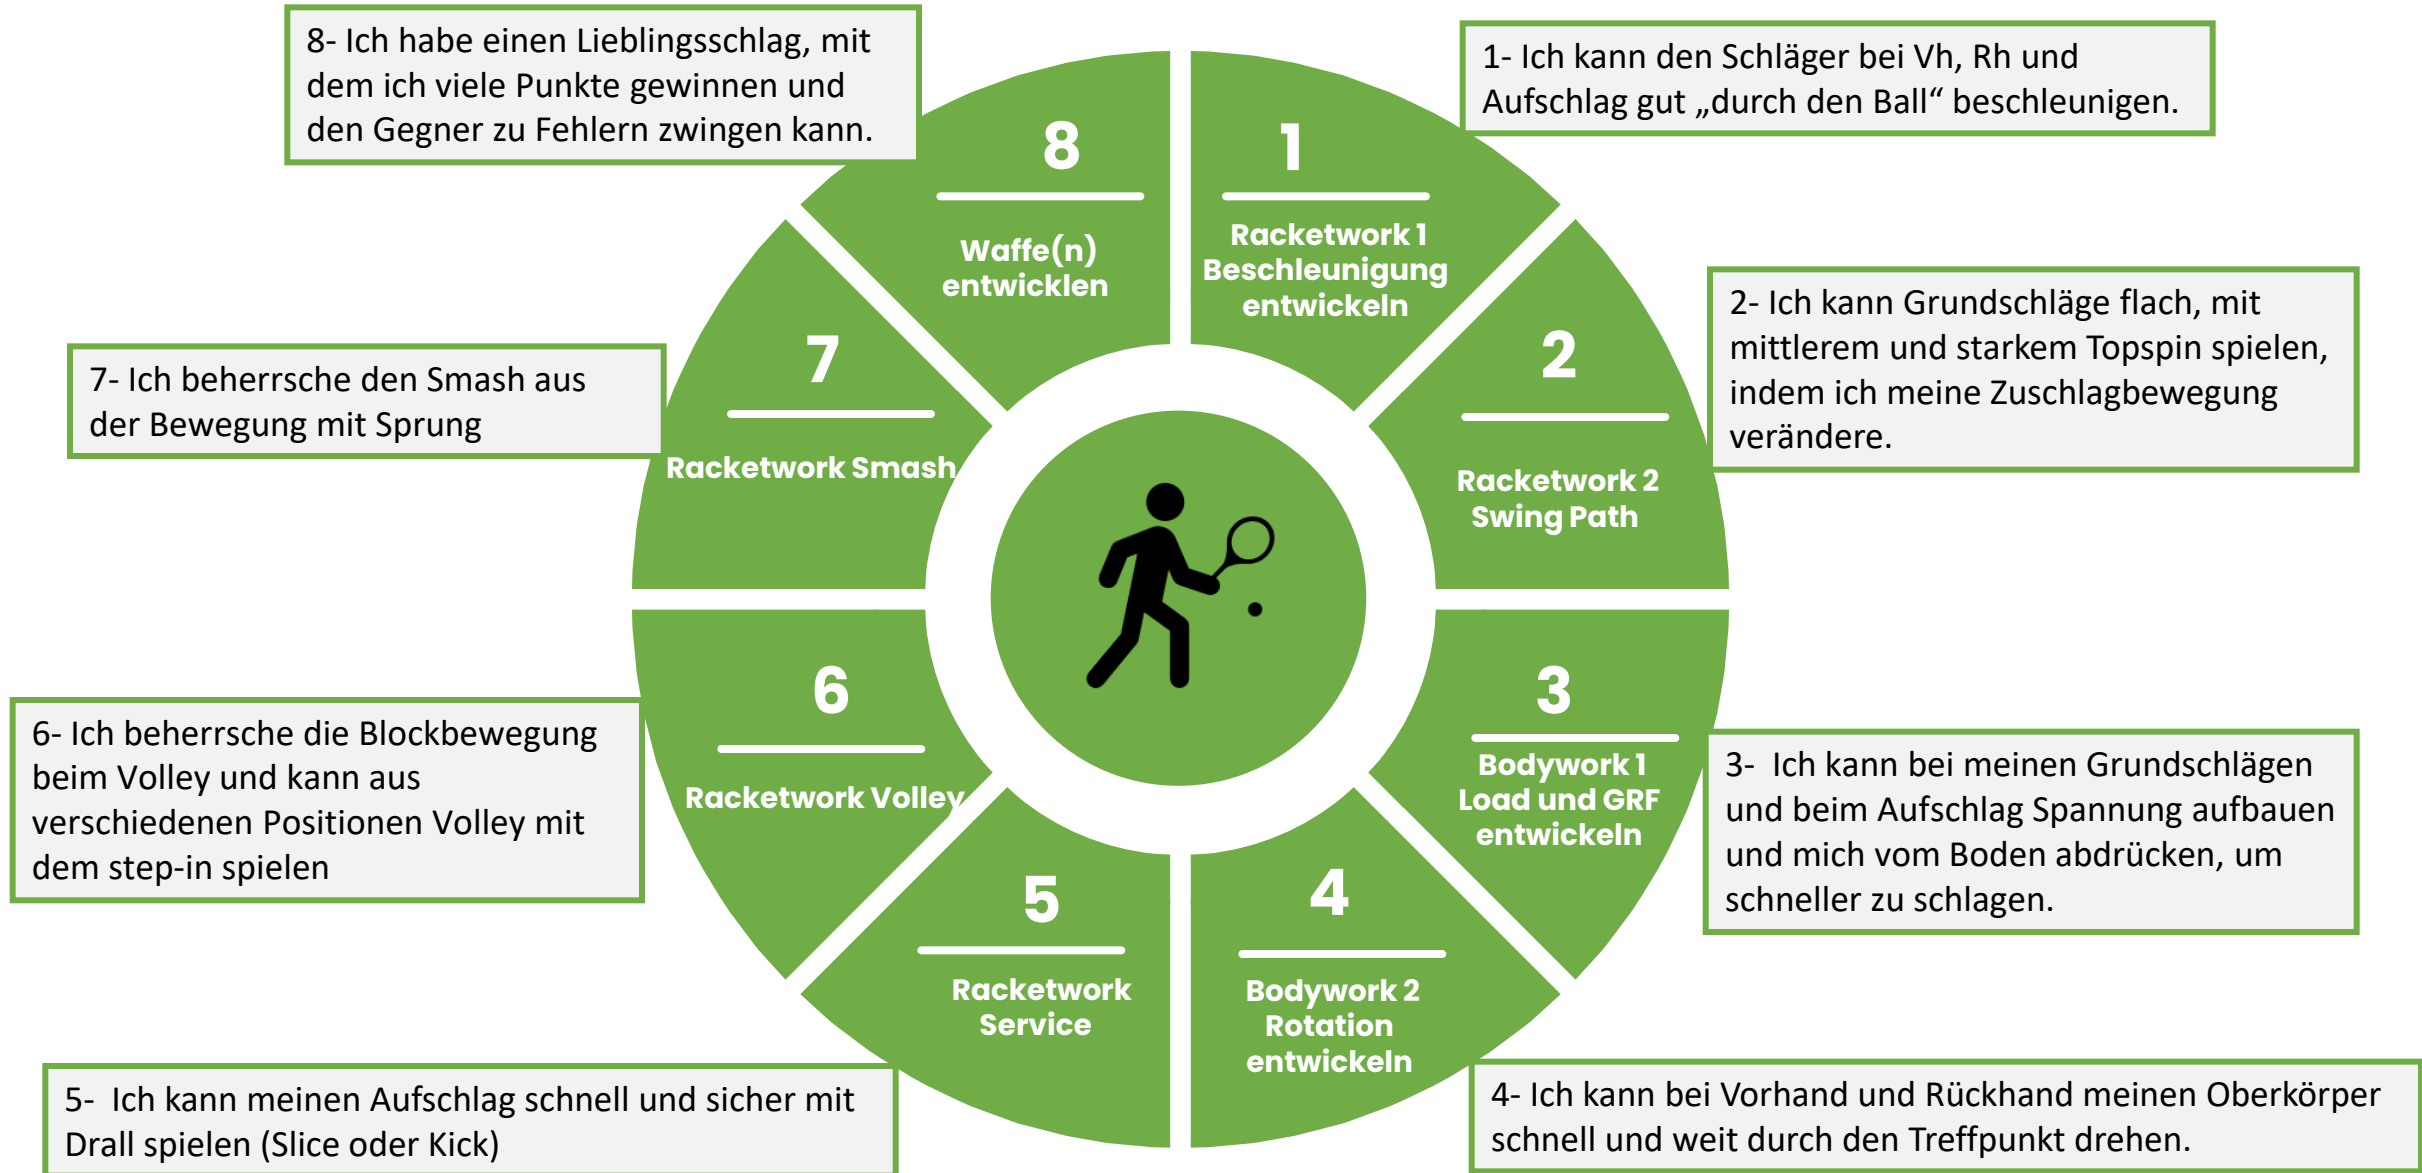 8- Ich habe einen Lieblingsschlag, mit
dem ich viele Punkte gewinnen und
den Gegner zu Fehlern zwingen kann.
1- Ich kann den Schläger bei Vh, Rh und
Aufschlag gut „durch den Ball“ beschleunigen.
8
Waffe(n)
entwicklen
1
Racketwork 1
Beschleunigung
entwickeln
2- Ich kann Grundschläge flach, mit
mittlerem und starkem Topspin spielen,
indem ich meine Zuschlagbewegung
verändere.
7- Ich beherrsche den Smash aus
der Bewegung mit Sprung
7
Racketwork Smash
2
Racketwork 2
Swing Path
6- Ich beherrsche die Blockbewegung
beim Volley und kann aus
verschiedenen Positionen Volley mit
dem step-in spielen
6
Racketwork Volley
3
Bodywork 1
Load und GRF
entwickeln
3- Ich kann bei meinen Grundschlägen
und beim Aufschlag Spannung aufbauen
und mich vom Boden abdrücken, um
schneller zu schlagen.
5
Racketwork
Service
4
Bodywork 2
Rotation
entwickeln
5- Ich kann meinen Aufschlag schnell und sicher mit
Drall spielen (Slice oder Kick)
4- Ich kann bei Vorhand und Rückhand meinen Oberkörper
schnell und weit durch den Treffpunkt drehen.